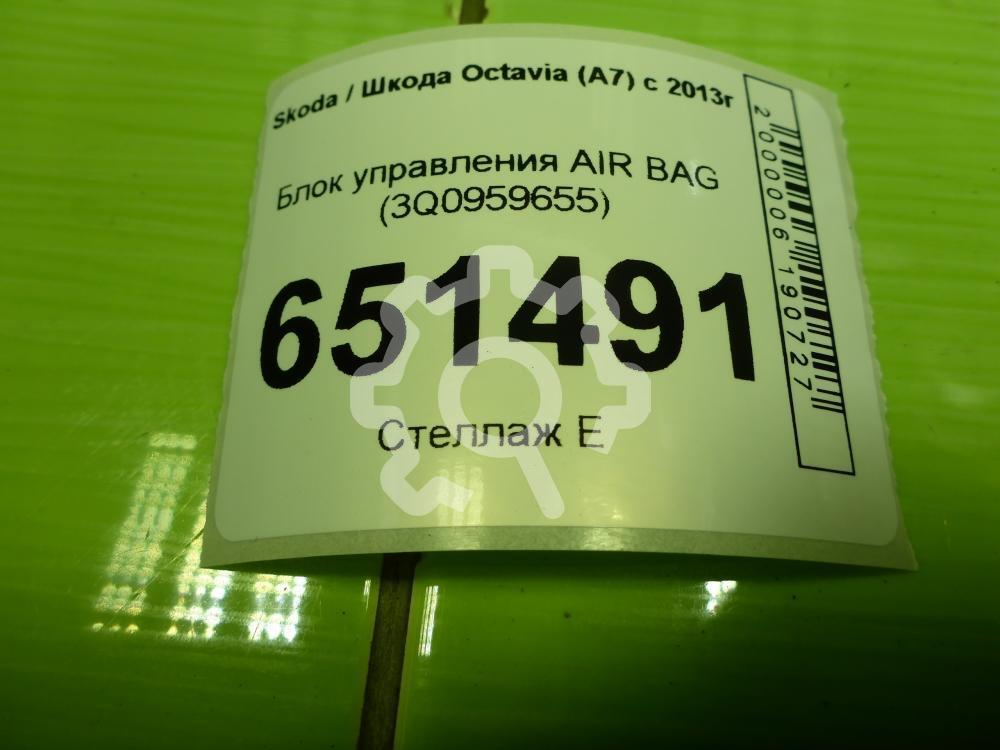 Skoda / Шкода Octavia (A7) с 2013г
Блок управления AIR BAG
(3Q0959655)
651491
Стеллаж Е
2000006190727